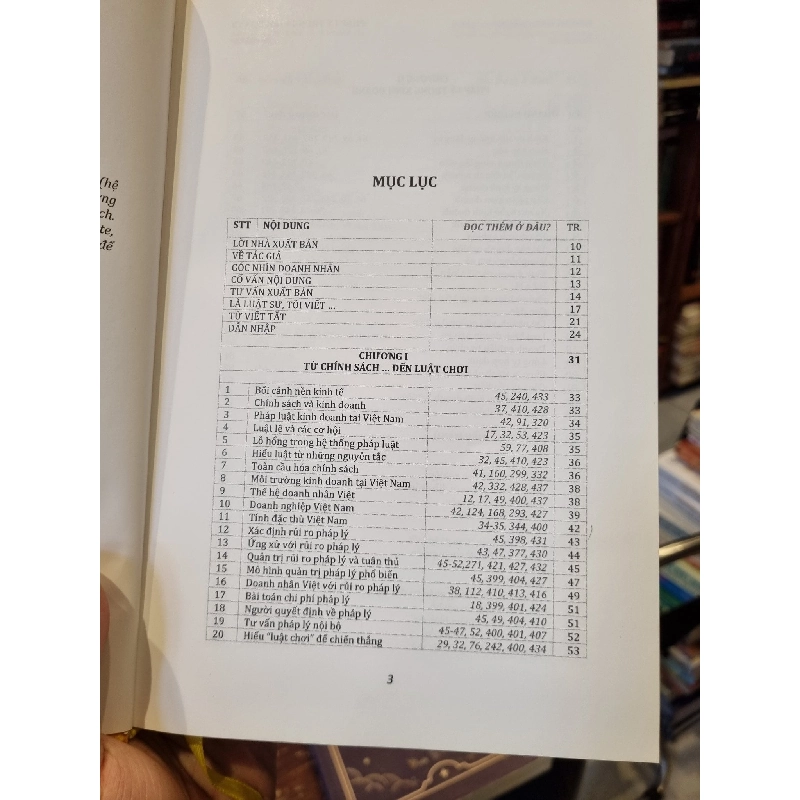 (hệ
ch.
te,
để
MỤC LỤC
STT NỘI DUNG ĐỌC THÊM Ở ĐÂU? TR.
LỜI NHÀ XUẤT BẢN 10
VỀ TÁC GIẢ 11
GÓC NHÌN DOANH NHÂN 12
CỐ VẤN NỘI DUNG 13
TƯ VẤN XUẤT BẢN 14
LÀ LUẬT SƯ, TÔI VIẾT ... 17
TỪ VIẾT TẮT 21
DẪN NHẬP 24
CHƯƠNG I 31
TỪ CHÍNH SÁCH ... ĐẾN LUẬT CHƠI
1 Bối cảnh nền kinh tế 45, 240, 433 33
2 Chính sách và kinh doanh 37, 410, 428 33
3 Pháp luật kinh doanh tại Việt Nam 42, 91, 320 34
4 Luật lệ và các cơ hội 17, 32, 53, 423 35
5 Lỗ hổng trong hệ thống pháp luật 59, 77, 408 35
6 Hiểu luật từ những nguyên tắc 32, 45, 410, 423 36
7 Toàn cầu hóa chính sách 41, 160, 299, 332 36
8 Môi trường kinh doanh tại Việt Nam 42, 332, 428, 437 38
9 Thế hệ doanh nhân Việt 12, 17, 49, 400, 437 38
10 Doanh nghiệp Việt Nam 42, 124, 168, 293, 427 39
11 Tính đặc thù Việt Nam 34-35, 344, 400 42
12 Xác định rủi ro pháp lý 45, 398, 431 43
13 Ứng xử với rủi ro pháp lý 43, 47, 377, 430 44
14 Quản trị rủi ro pháp lý và tuân thủ 45-52,271, 421, 427, 432 45
15 Mô hình quản trị pháp lý phổ biến 45, 399, 404, 427 47
16 Doanh nhân Việt với rủi ro pháp lý 38, 112, 410, 413, 416 49
17 Bài toán chi phí pháp lý 18, 399, 401, 424 51
18 Người quyết định về pháp lý 45, 49, 404, 410 51
19 Tư vấn pháp lý nội bộ 45-47, 52, 400, 401, 407 52
20 Hiểu "luật chơi" để chiến thắng 29, 32, 76, 242, 400, 434 53
3